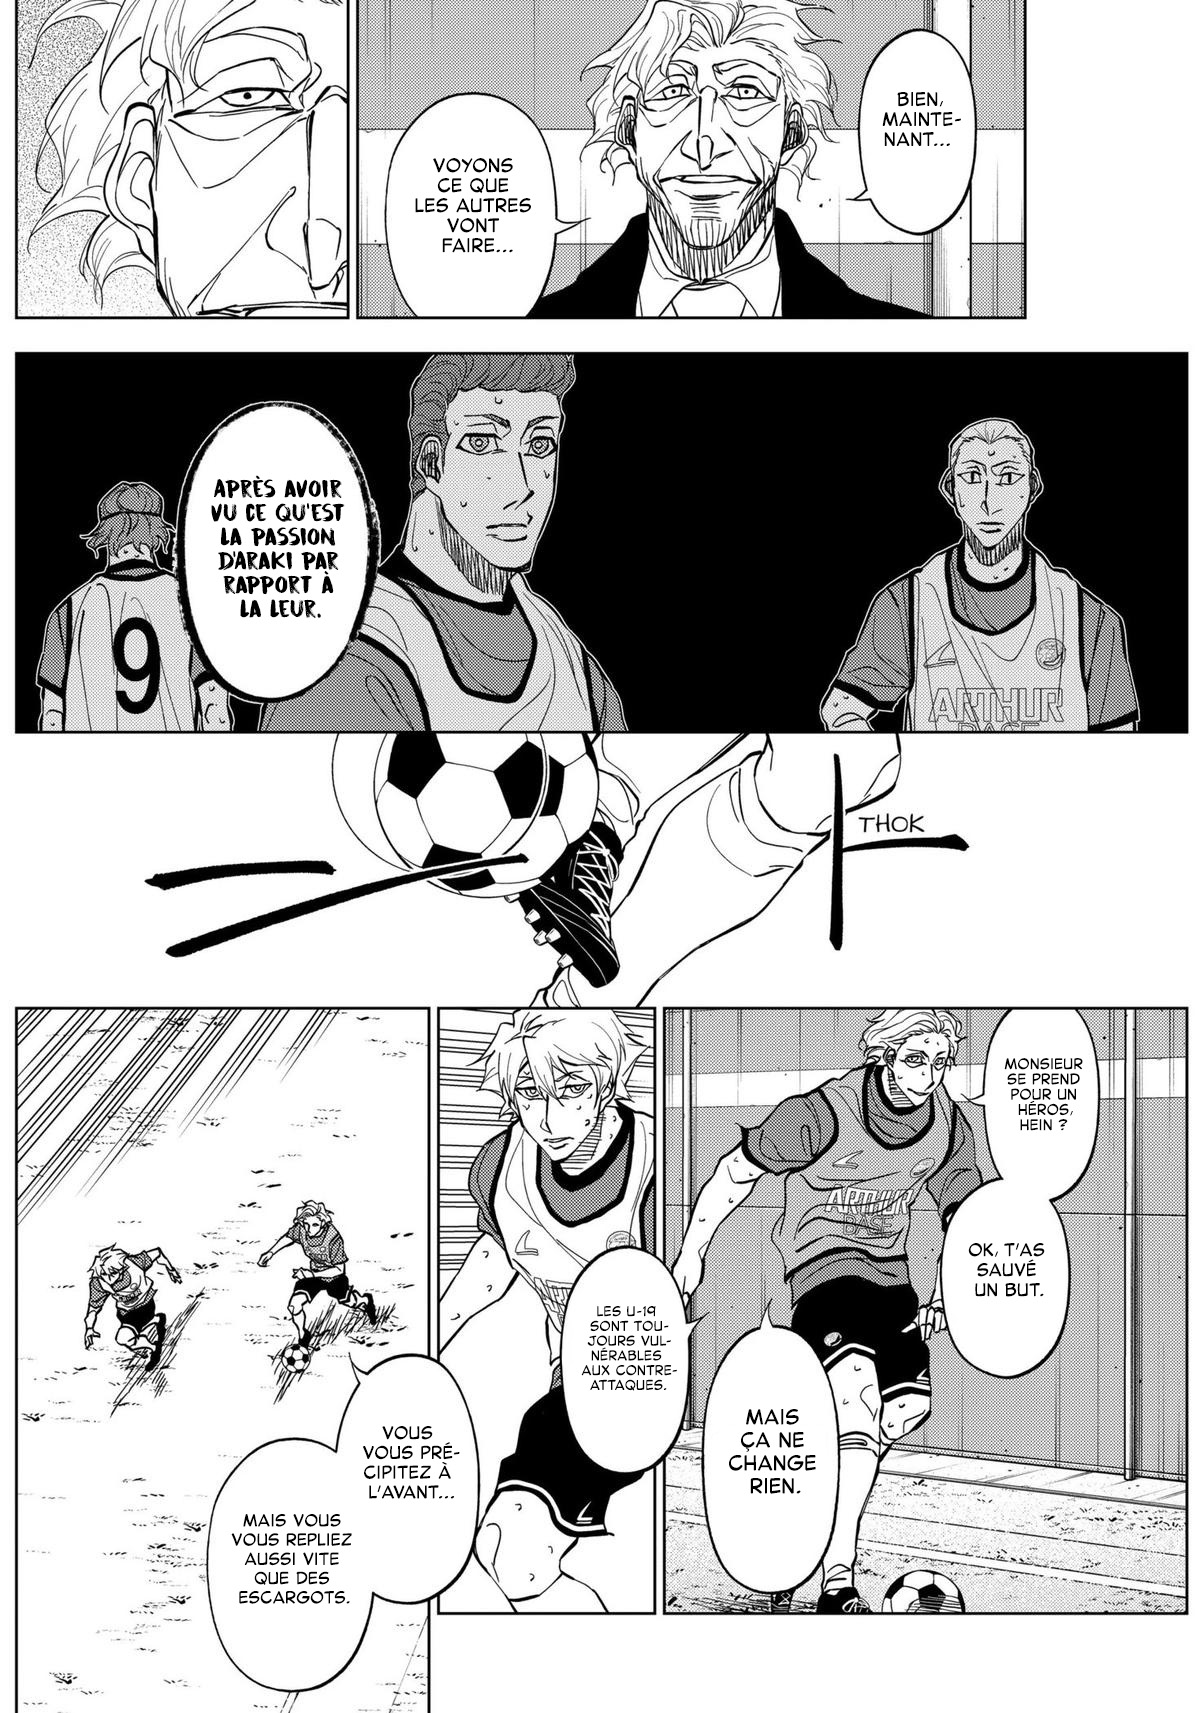 BIEN,
MAINTE-
NANT...
VOYONS
CE QUE
LES AUTRES
VONT
FAIRE...
APRÈS AVOIR
VU CE QU'EST
LA PASSION
D'ARAKI PAR
RAPPORT À
LA LEUR.
9
ARTHUR
BASE
THOK
MONSIEUR
SE PREND
POUR UN
HÉROS,
HEIN ?
OK, T'AS
SAUVÉ
UN BUT.
ARTHUR
BASE
MAIS
ÇA NE
CHANGE
RIEN.
LES U-19
SONT TOU-
JOURS VUL-
NÉRABLES
AUX CONTRE-
ATTAQUES.
VOUS
VOUS PRÉ-
CIPITEZ À
L'AVANT...
MAIS VOUS
VOUS REPLIEZ
AUSSI VITE
QUE DES
ESCARGOTS.